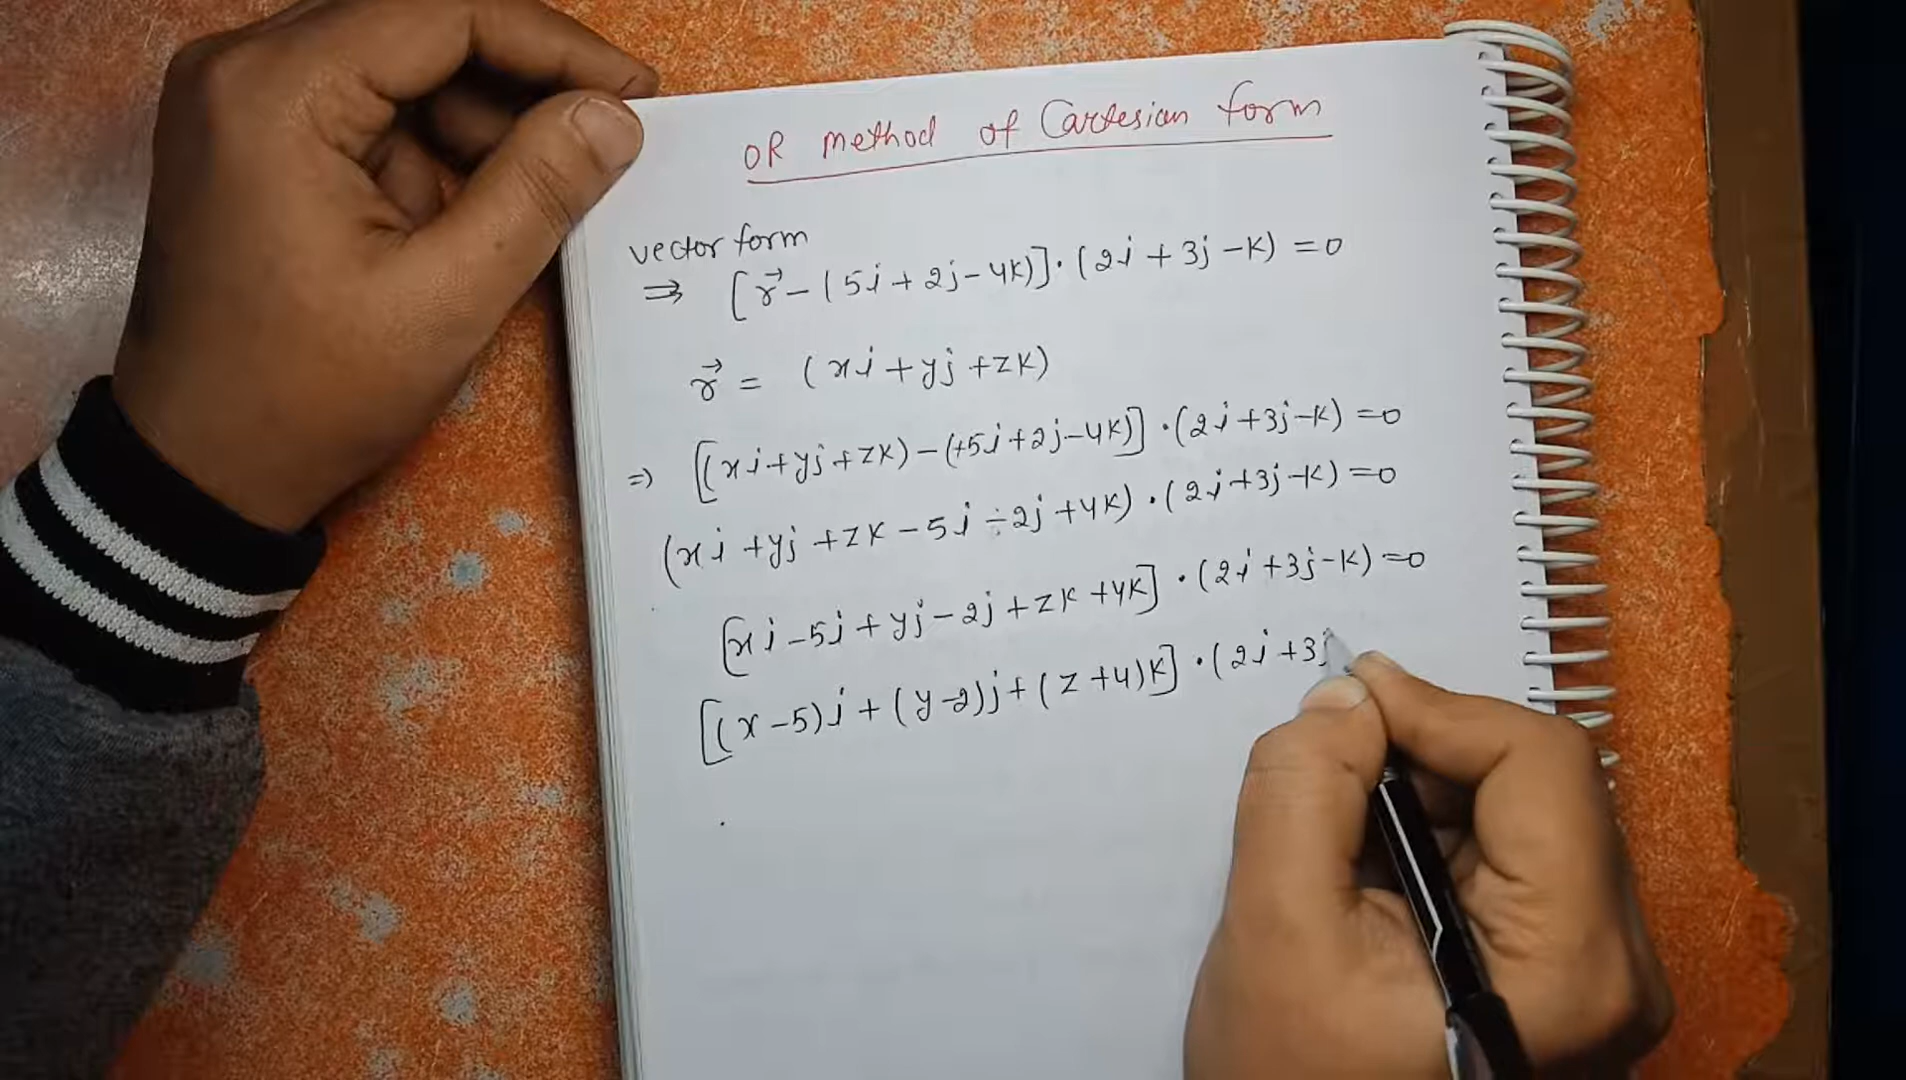 OR method of Cartesian form
vector form
⇒ [r⃗ – (5i + 2j – 4k)] · (2i + 3j – k) = 0
r⃗ = (xi + yj + zk)
⇒ [(xi + yj + zk) – (+5i + 2j – 4k)] · (2i + 3j – k) = 0
(xi + yj + zk – 5i ÷ 2j + 4k) · (2i + 3j – k) = 0
[xi – 5i + yj – 2j + zk + 4k] · (2i + 3j – k) = 0
[(x – 5)i + (y – 2)j + (z + 4)k] · (2i + 3j